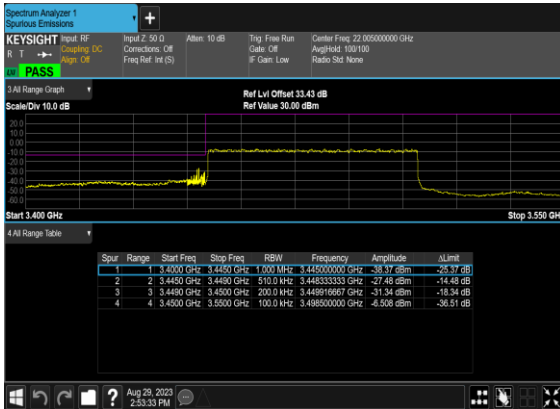 Spectrum Analyzer 1
Spurious Emissions
+
KEYSIGHT Input: RF Input Z: 50 Ω Atten: 10 dB Trig: Free Run Center Freq: 22.005000000 GHz
R T Coupling: DC Corrections: Off Gate: Off Avg|Hold: 100/100
Align: Off Freq Ref: Int (S) IF Gain: Low Radio Std: None
PASS
3 All Range Graph
Ref Lvl Offset 33.43 dB
Scale/Div 10.0 dB Ref Value 30.00 dBm
20.0
10.0
0.00
-10.0
-20.0
-30.0
-40.0
-50.0
-60.0
Start 3.400 GHz Stop 3.550 GH
4 All Range Table
Spur Range Start Freq Stop Freq RBW Frequency Amplitude ΔLimit
1 1 3.4000 GHz 3.4450 GHz 1.000 MHz 3.445000000 GHz -38.37 dBm -25.37 dB
2 2 3.4450 GHz 3.4490 GHz 510.0 kHz 3.448333333 GHz -27.48 dBm -14.48 dB
3 3 3.4490 GHz 3.4500 GHz 200.0 kHz 3.449916667 GHz -31.34 dBm -18.34 dB
4 4 3.4500 GHz 3.5500 GHz 100.0 kHz 3.498500000 GHz -6.508 dBm -36.51 dB
? Aug 29, 2023
2:53:33 PM